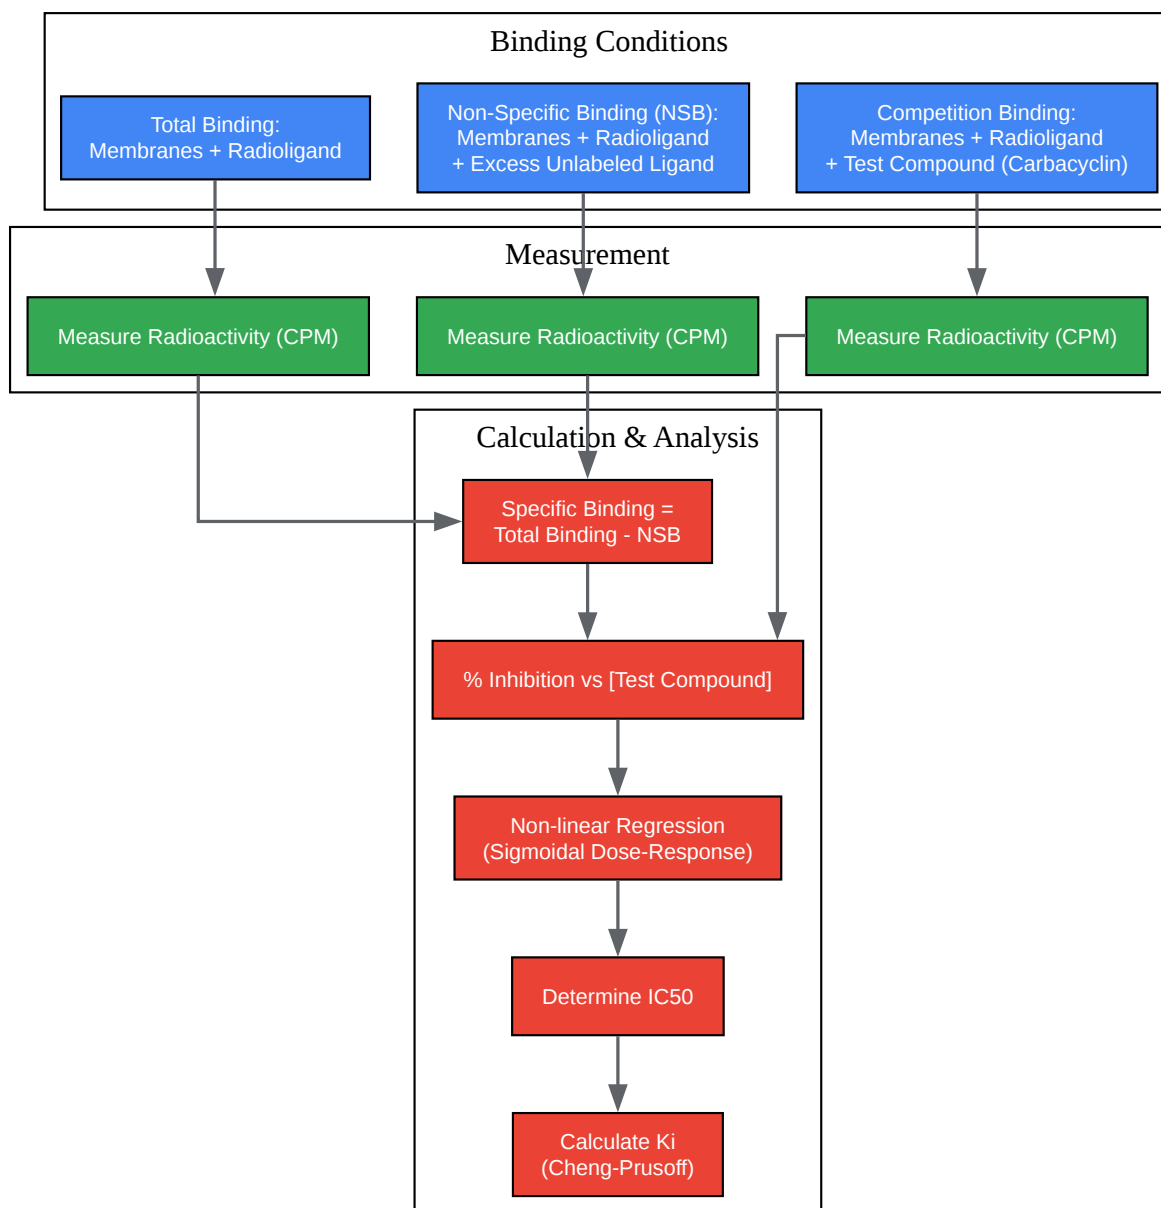 Binding Conditions
Total Binding:
Membranes + Radioligand
Non-Specific Binding (NSB):
Membranes + Radioligand
+ Excess Unlabeled Ligand
Competition Binding:
Membranes + Radioligand
+ Test Compound (Carbacyclin)
Measurement
Measure Radioactivity (CPM)
Measure Radioactivity (CPM)
Measure Radioactivity (CPM)
Calculation & Analysis
Specific Binding =
Total Binding - NSB
% Inhibition vs [Test Compound]
Non-linear Regression
(Sigmoidal Dose-Response)
Determine IC50
Calculate Ki
(Cheng-Prusoff)